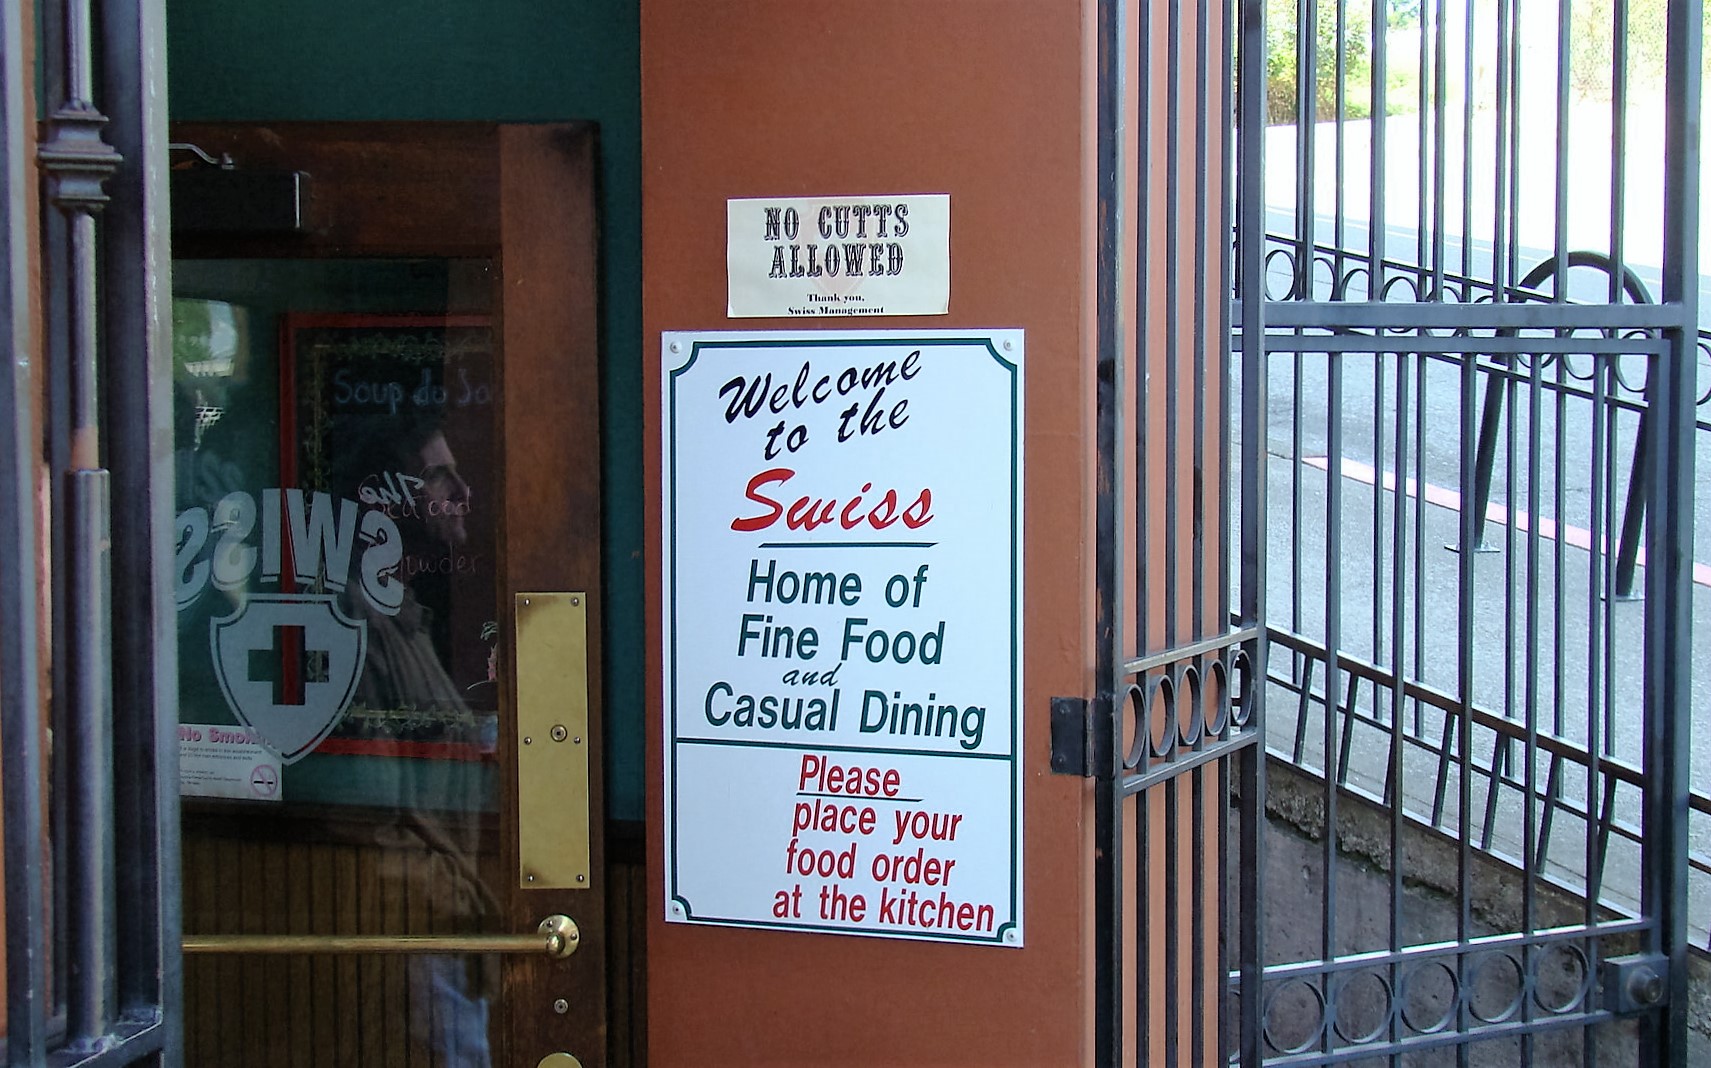 NO CUTTS
ALLOWED
Thank you,
Swiss Management
Welcome
to the
Swiss
Home of
Fine Food
and
Casual Dining
Please
place your
food order
at the kitchen
Soup du
The
SWISS
Seafood
No Smok